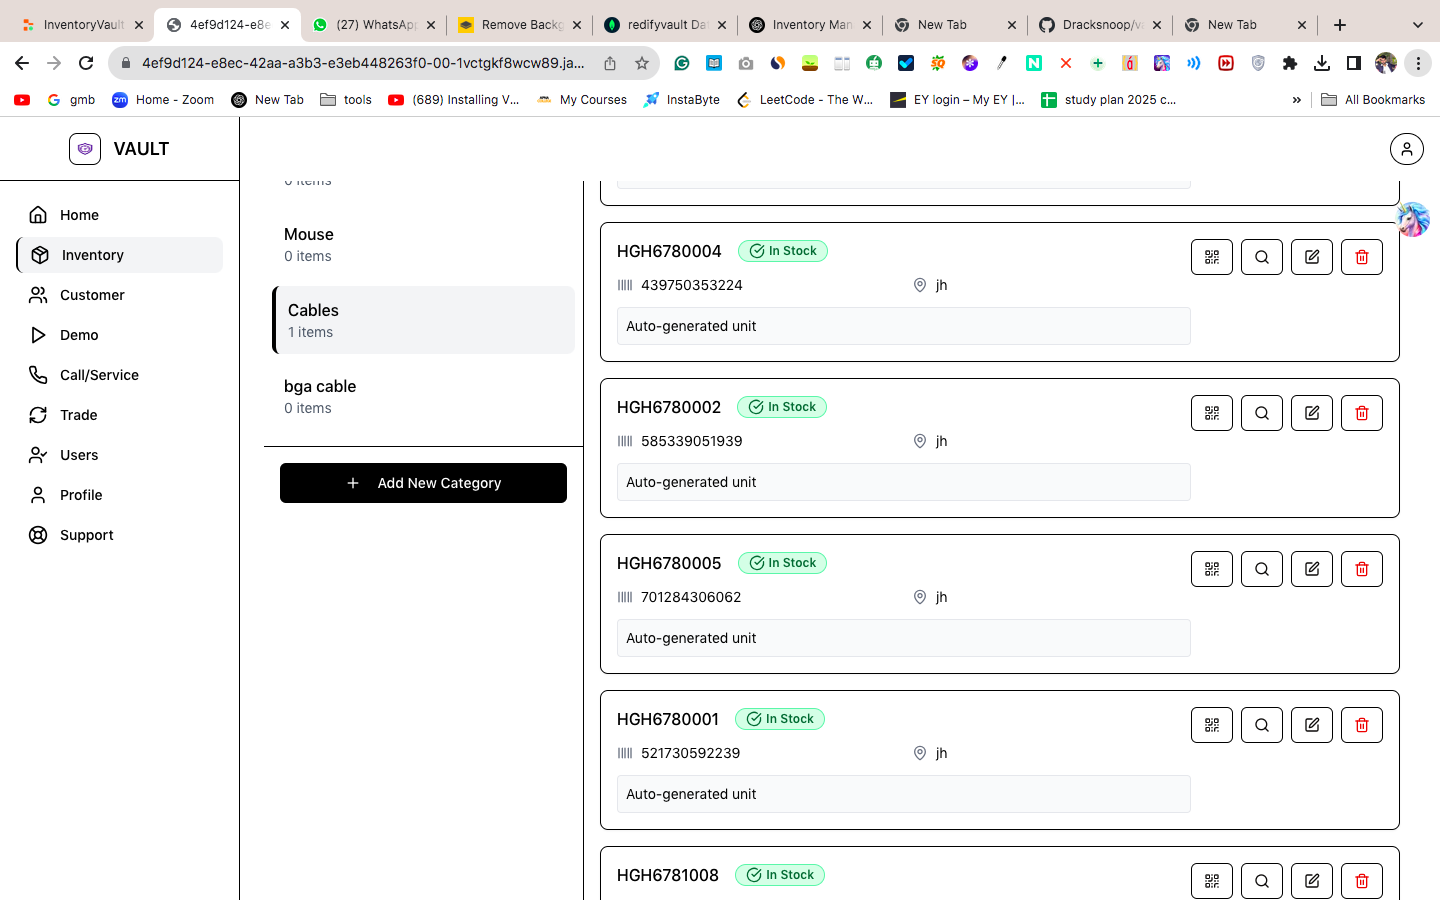 InventoryVault
4ef9d124-e8e
(27) WhatsApp
Remove Backg
redifyvault Da
Inventory Man
New Tab
Dracksnoop/v
New Tab
4ef9d124-e8ec-42aa-a3b3-e3eb448263f0-00-1vctgkf8wcw89.ja...
gmb
Home - Zoom
New Tab
tools
(689) Installing V...
My Courses
InstaByte
LeetCode - The W...
EY login – My EY |...
study plan 2025 c...
»
All Bookmarks
VAULT
Home
Inventory
Customer
Demo
Call/Service
Trade
Users
Profile
Support
0 items
Mouse
0 items
Cables
1 items
bga cable
0 items
Add New Category
HGH6780004 In Stock
439750353224 jh
Auto-generated unit
HGH6780002 In Stock
585339051939 jh
Auto-generated unit
HGH6780005 In Stock
701284306062 jh
Auto-generated unit
HGH6780001 In Stock
521730592239 jh
Auto-generated unit
HGH6781008 In Stock